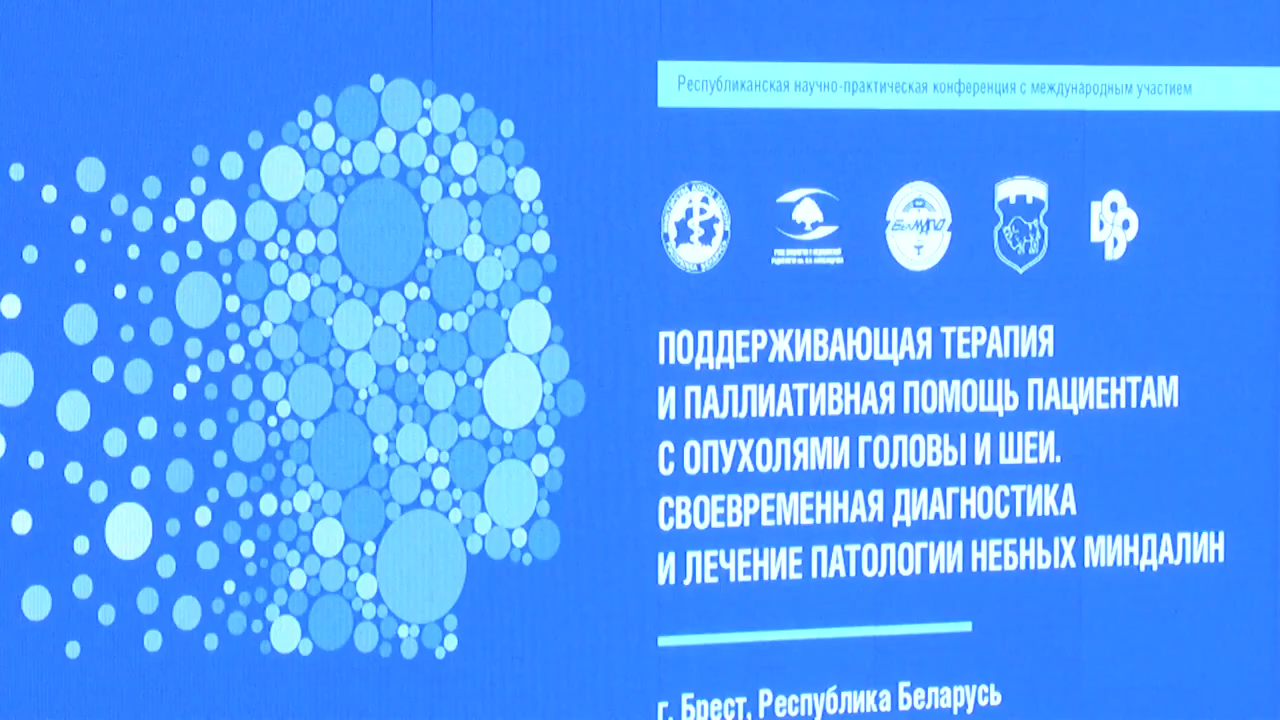 Республиканская научно-практическая конференция с международным участием
БелМАПО
ПОДДЕРЖИВАЮЩАЯ ТЕРАПИЯ
И ПАЛЛИАТИВНАЯ ПОМОЩЬ ПАЦИЕНТАМ
С ОПУХОЛЯМИ ГОЛОВЫ И ШЕИ.
СВОЕВРЕМЕННАЯ ДИАГНОСТИКА
И ЛЕЧЕНИЕ ПАТОЛОГИИ НЕБНЫХ МИНДАЛИН
г. Брест, Республика Беларусь